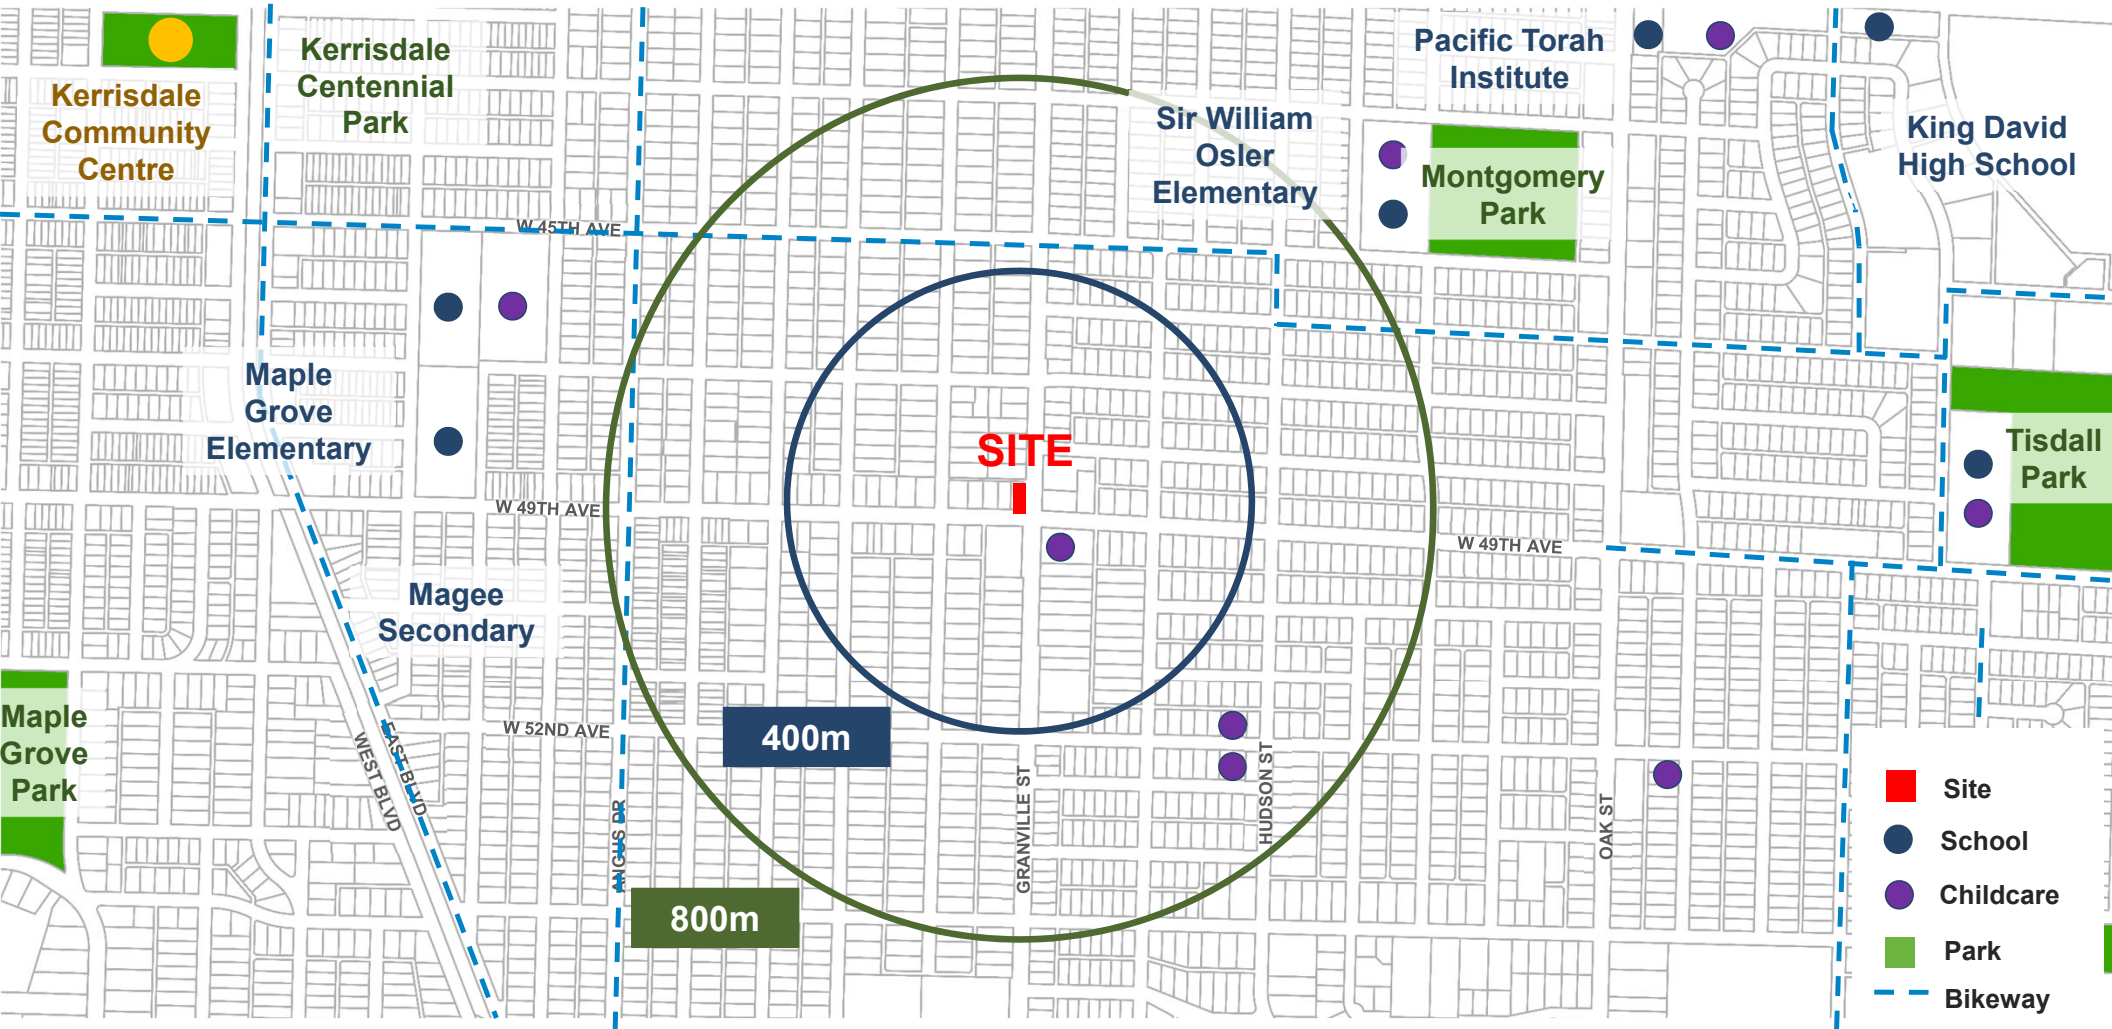 Kerrisdale
Centennial
Park
Kerrisdale
Community
Centre
Pacific Torah
Institute
Sir William
Osler
Elementary
King David
High School
Montgomery
Park
W 45TH AVE
Maple
Grove
Elementary
SITE
Tisdall
Park
W 49TH AVE
W 49TH AVE
Magee
Secondary
Maple
Grove
Park
W 52ND AVE
400m
EAST BLVD
WEST BLVD
ANGUS DR
GRANVILLE ST
HUDSON ST
OAK ST
800m
Site
School
Childcare
Park
Bikeway